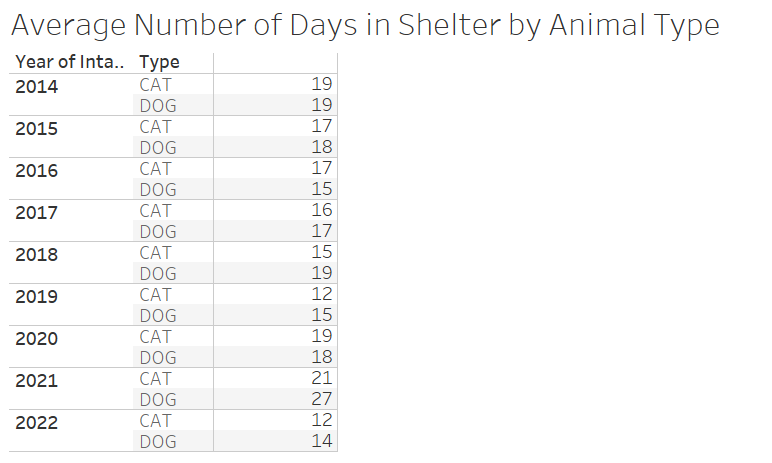 Average Number of Days in Shelter by Animal Type
Year of Inta.. Type
2014 CAT 19
DOG 19
2015 CAT 17
DOG 18
2016 CAT 17
DOG 15
2017 CAT 16
DOG 17
2018 CAT 15
DOG 19
2019 CAT 12
DOG 15
2020 CAT 19
DOG 18
2021 CAT 21
DOG 27
2022 CAT 12
DOG 14